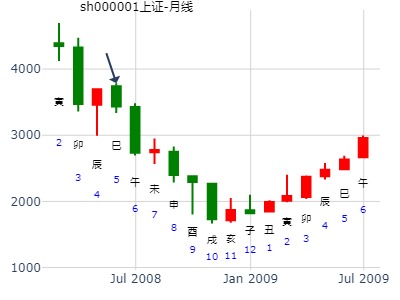 sh000001上证-月线
4000
3000
2000
1000
寅
2
卯
3
辰
4
巳
5
午
6
未
7
申
8
酉
9
戌
10
亥
11
子
12
丑
1
寅
2
卯
3
辰
4
巳
5
午
6
Jul 2008
Jan 2009
Jul 2009